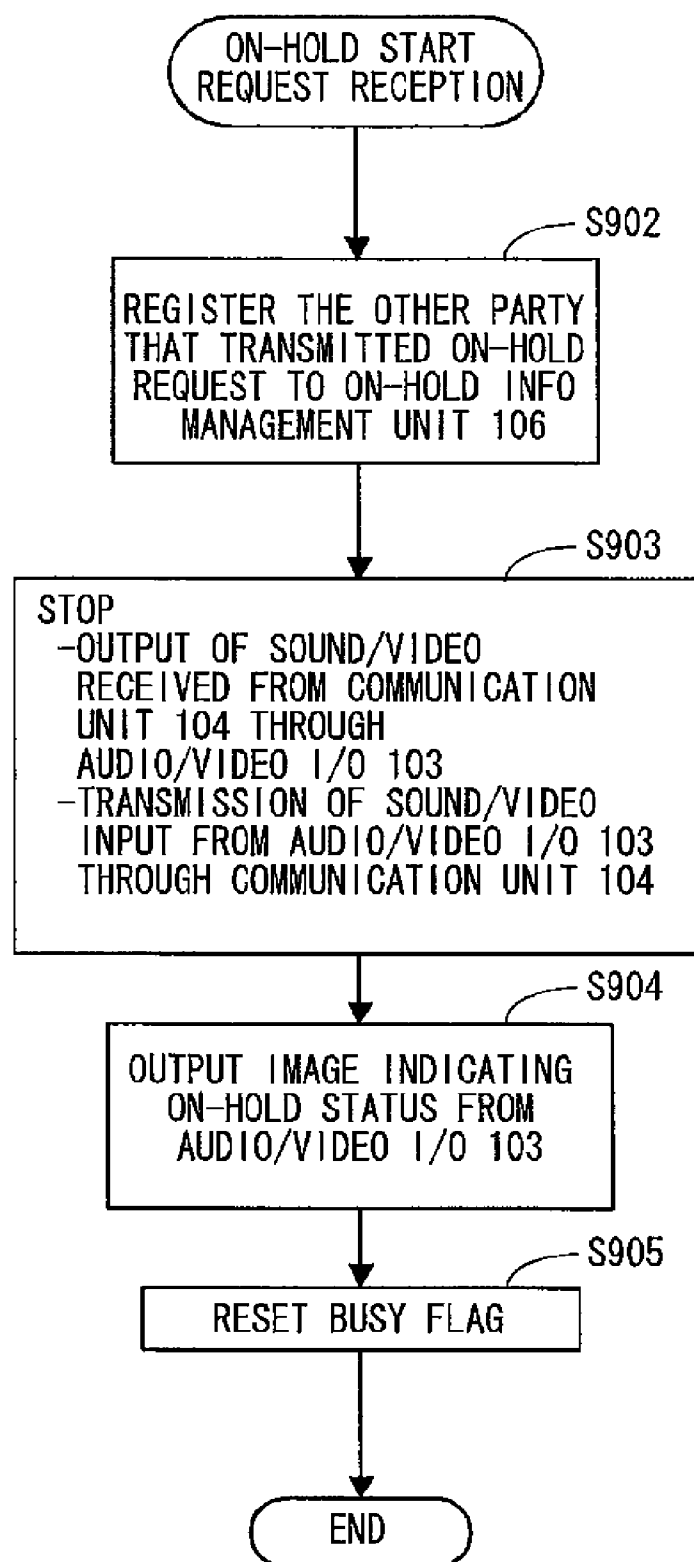 ON-HOLD START
REQUEST RECEPTION
S902
REGISTER THE OTHER PARTY
THAT TRANSMITTED ON-HOLD
REQUEST TO ON-HOLD INFO
MANAGEMENT UNIT 106
S903
STOP
-OUTPUT OF SOUND/VIDEO
RECEIVED FROM COMMUNICATION
UNIT 104 THROUGH
AUDIO/VIDEO I/O 103
-TRANSMISSION OF SOUND/VIDEO
INPUT FROM AUDIO/VIDEO I/O 103
THROUGH COMMUNICATION UNIT 104
S904
OUTPUT IMAGE INDICATING
ON-HOLD STATUS FROM
AUDIO/VIDEO I/O 103
S905
RESET BUSY FLAG
END